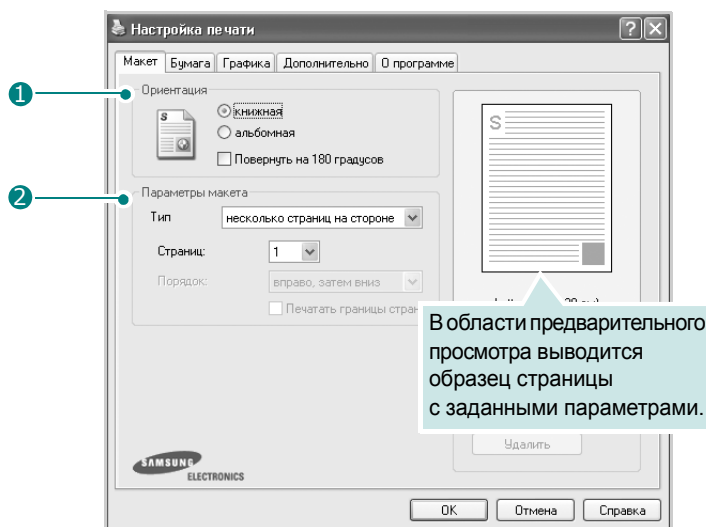 Настройка печати
Макет Бумага Графика Дополнительно О программе
1
Ориентация
S
книжная
альбомная
Повернуть на 180 градусов
S
2
Параметры макета
Тип несколько страниц на стороне
Страниц: 1
Порядок: вправо, затем вниз
Печатать границы
В области предварительного
просмотра выводится
образец страницы
с заданными параметрами.
Удалить
SAMSUNG
ELECTRONICS
OK Отмена Справка